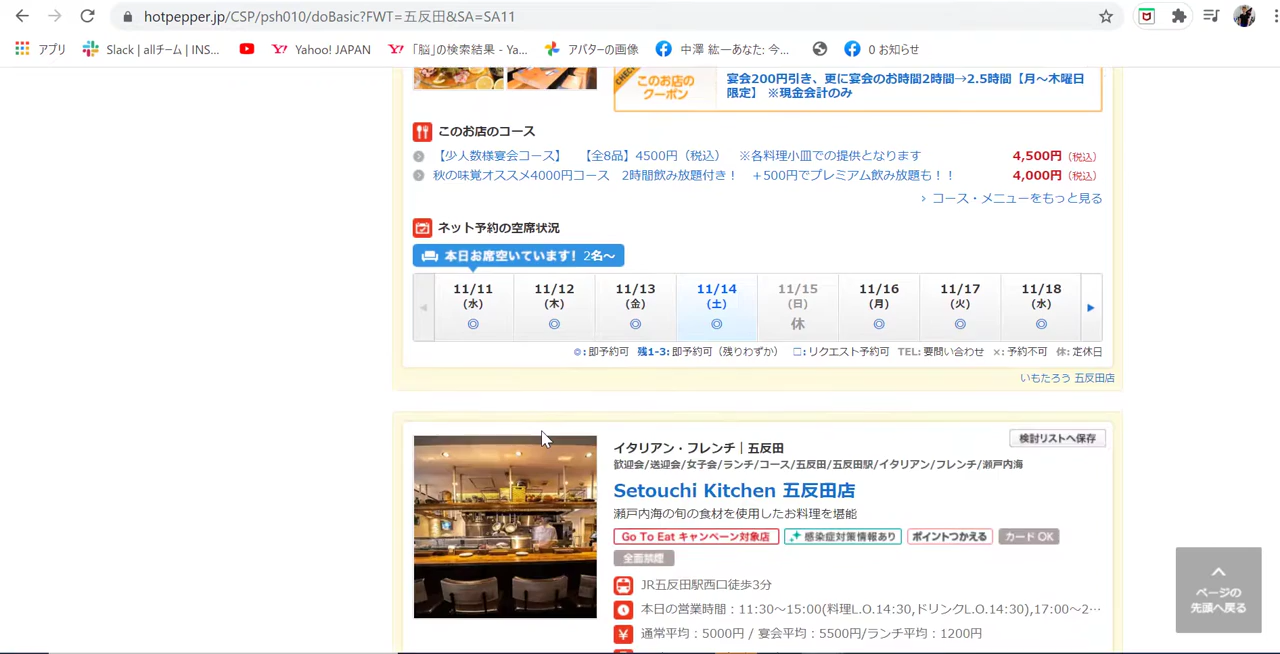 hotpepper.jp/CSP/psh010/doBasic?FWT=五反田&SA=SA11
アプリ Slack | allチーム | INS... Yahoo! JAPAN 「脳」の検索結果 - Ya... アバターの画像 中澤 紘一あなた: 今... 0 お知らせ
このお店の
クーポン
宴会200円引き、更に宴会のお時間2時間→2.5時間【月～木曜日
限定】 ※現金会計のみ
このお店のコース
【少人数様宴会コース】 【全8品】4500円（税込） ※各料理小皿での提供となります 4,500円（税込）
秋の味覚オススメ4000円コース 2時間飲み放題付き！ ＋500円でプレミアム飲み放題も！！ 4,000円（税込）
› コース・メニューをもっと見る
ネット予約の空席状況
本日お席空いています! 2名～
11/11 11/12 11/13 11/14 11/15 11/16 11/17 11/18
(水) (木) (金) (土) (日) (月) (火) (水)
◎ ◎ ◎ ◎ 休 ◎ ◎ ◎
◎:即予約可 残1-3:即予約可（残りわずか） □:リクエスト予約可 TEL:要問い合わせ ×:予約不可 休:定休日
いもたろう 五反田店
検討リストへ保存
イタリアン・フレンチ｜五反田
歓迎会/送迎会/女子会/ランチ/コース/五反田/五反田駅/イタリアン/フレンチ/瀬戸内海
Setouchi Kitchen 五反田店
瀬戸内海の旬の食材を使用したお料理を堪能
Go To Eat キャンペーン対象店 感染症対策情報あり ポイントつかえる カードOK
全面禁煙
JR五反田駅西口徒歩3分
本日の営業時間：11:30～15:00(料理L.O.14:30,ドリンクL.O.14:30),17:00～2…
¥ 通常平均：5000円 / 宴会平均：5500円/ランチ平均：1200円
ページの
先頭へ戻る